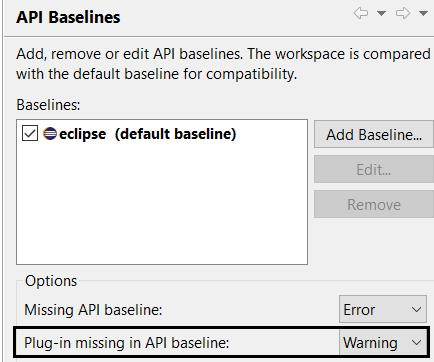 API Baselines
Add, remove or edit API baselines. The workspace is compared
with the default baseline for compatibility.
Baselines:
eclipse (default baseline)
Add Baseline...
Edit...
Remove
Options
Missing API baseline: Error
Plug-in missing in API baseline: Warning